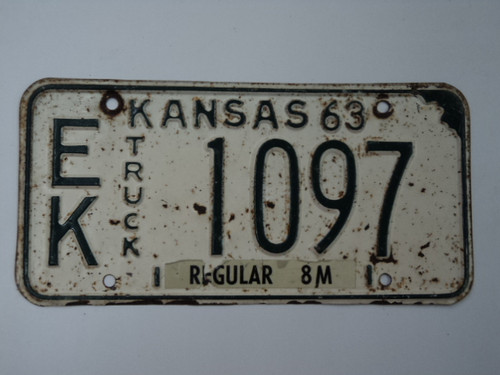 KANSAS 63
EK TRUCK 1097
REGULAR 8M